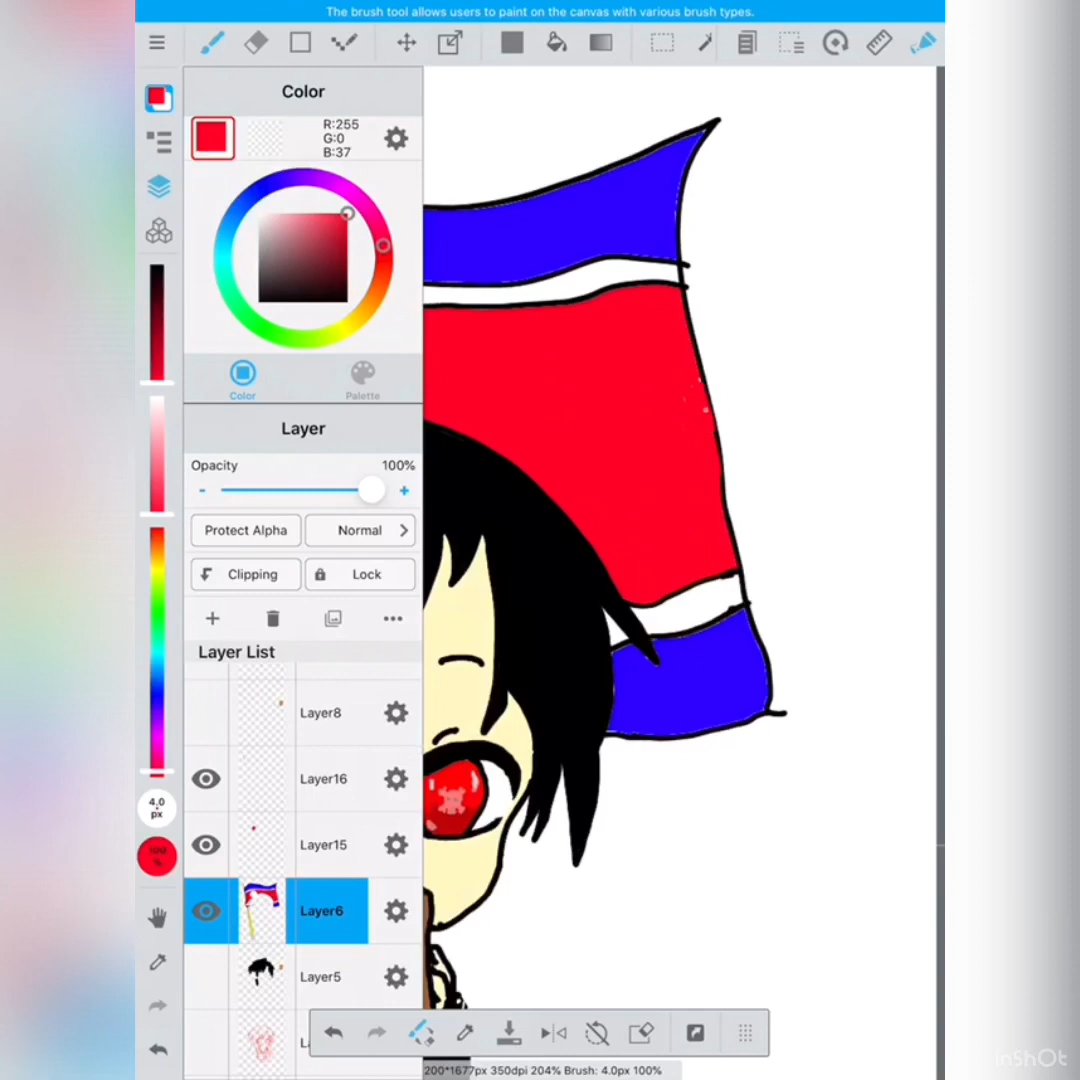 The brush tool allows users to paint on the canvas with various brush types.
Color
R:255
G:0
B:37
Color
Palette
Layer
Opacity
100%
-
+
Protect Alpha
Normal
Clipping
Lock
Layer List
Layer8
Layer16
Layer15
Layer6
Layer5
4.0
px
100
%
200*1677px 350dpi 204% Brush: 4.0px 100%
InShOt